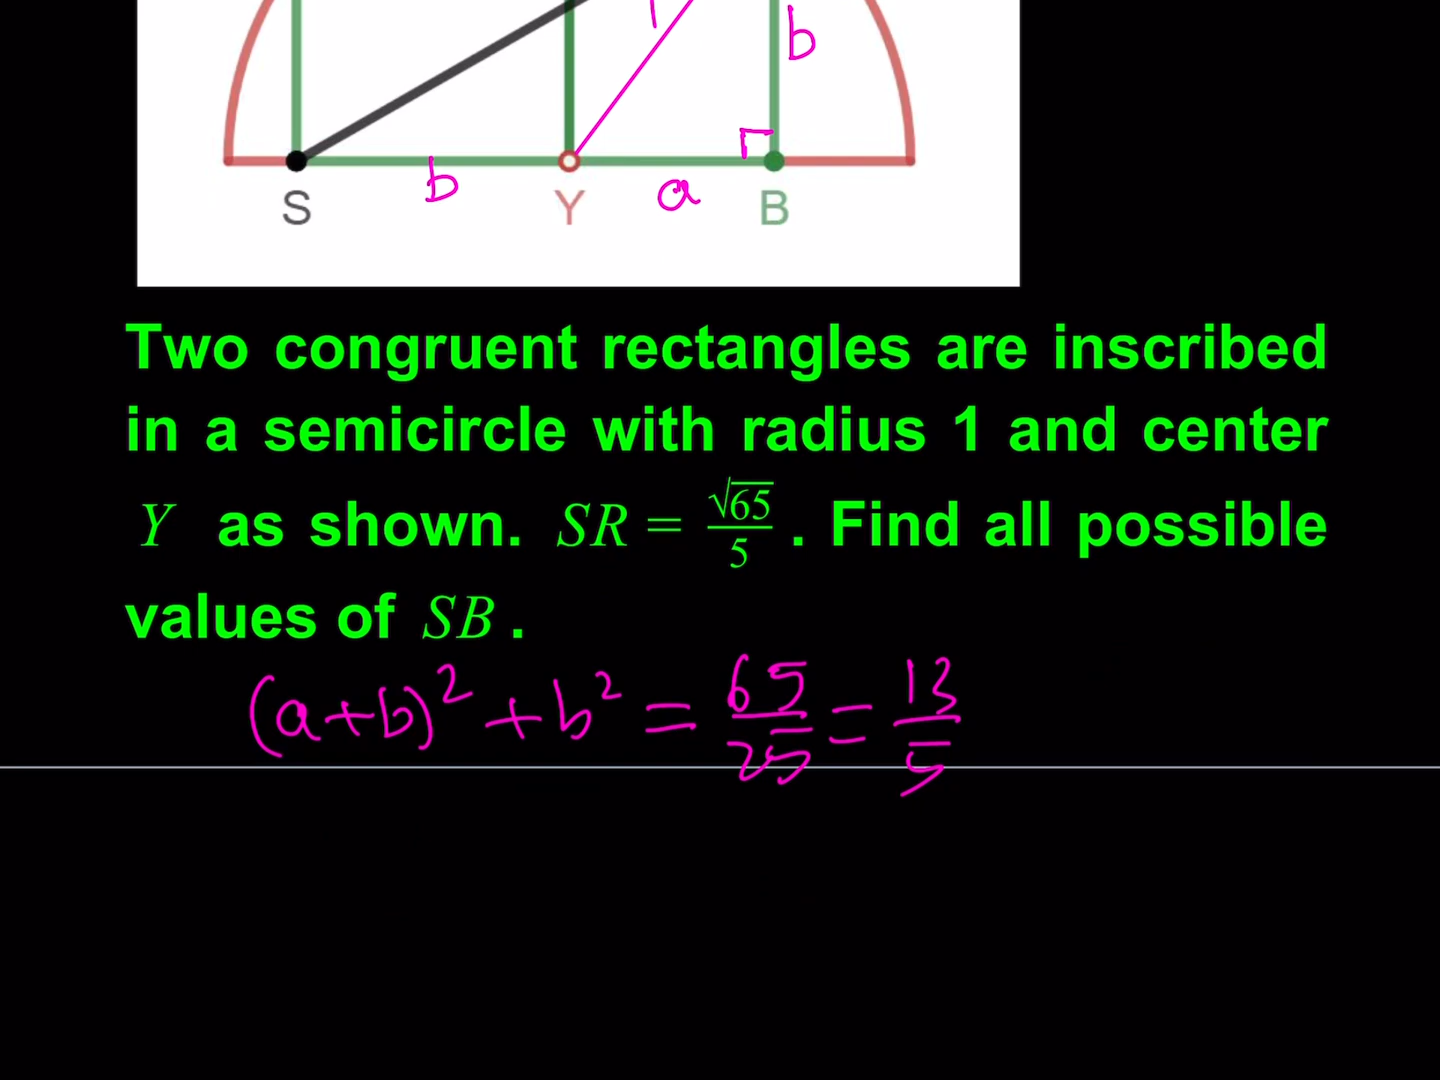 1
b
b
a
S Y B
Two congruent rectangles are inscribed
in a semicircle with radius 1 and center
Y as shown. SR = √65/5 . Find all possible
values of SB .
(a+b)² + b² = 65/25 = 13/5